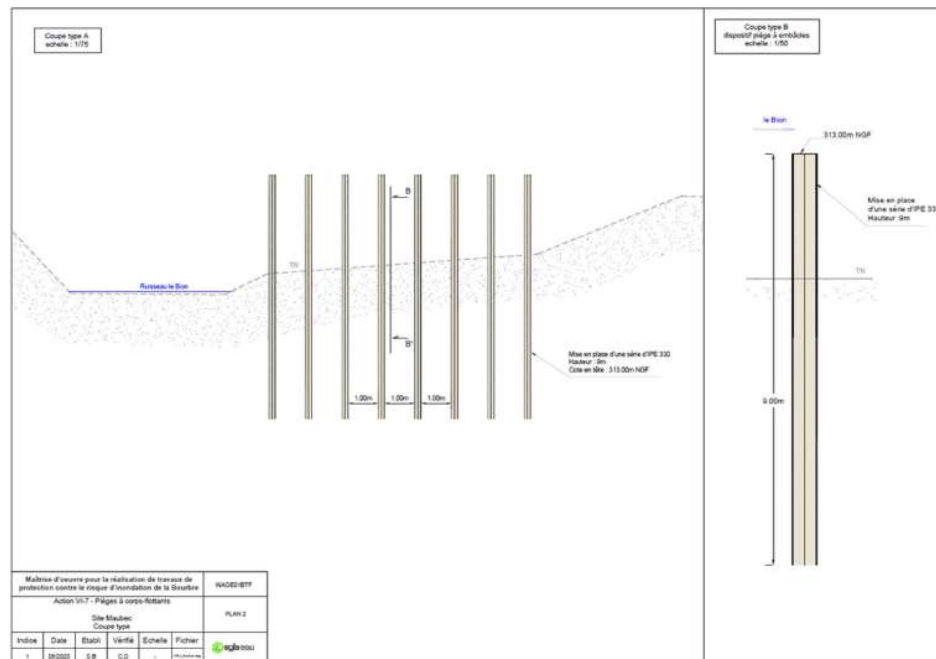 Coupe type A
echelle : 1/75
Coupe type B
dispositif piège à embâcles
echelle : 1/50
le Bion
313.00m NGF
Mise en place
d'une série d'IPE 33
Hauteur :9m
TN
9.00m
B
TN
Ruisseau le Bion
B'
Mise en place d'une série d'IPE 330
Hauteur : 9m
Cote en tête : 313.00m NGF
1.00m
1.00m
1.00m
Maîtrise d'oeuvre pour la réalisation de travaux de
protection contre le risque d'inondation de la Bourbre
Action VI-7 - Pièges à corps-flottants
PLAN 2
Site Maubec
Coupe type
Indice Date Etabli Vérifié Echelle Fichier
1 09/2023 S.B C.D -
eglis eau